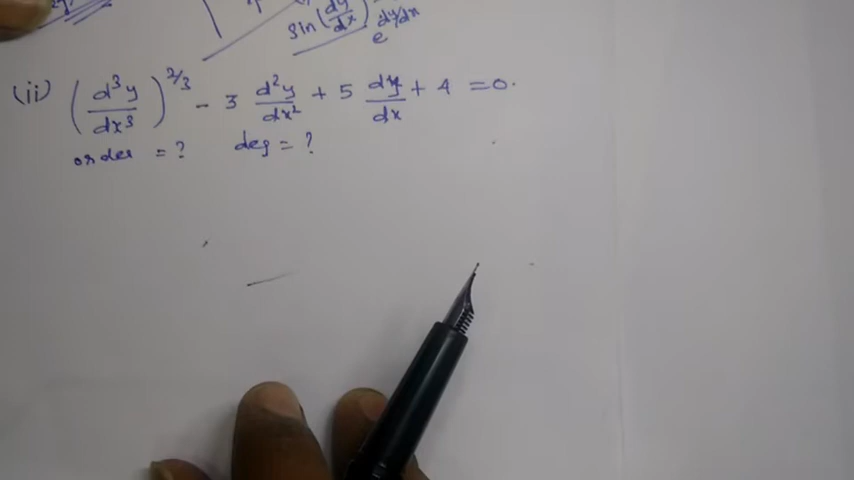 sin(dy/dx) e^dy/dx
(ii) (d³y/dx³)^2/3 - 3 d²y/dx² + 5 dy/dx + 4 = 0.
order = ? deg = ?